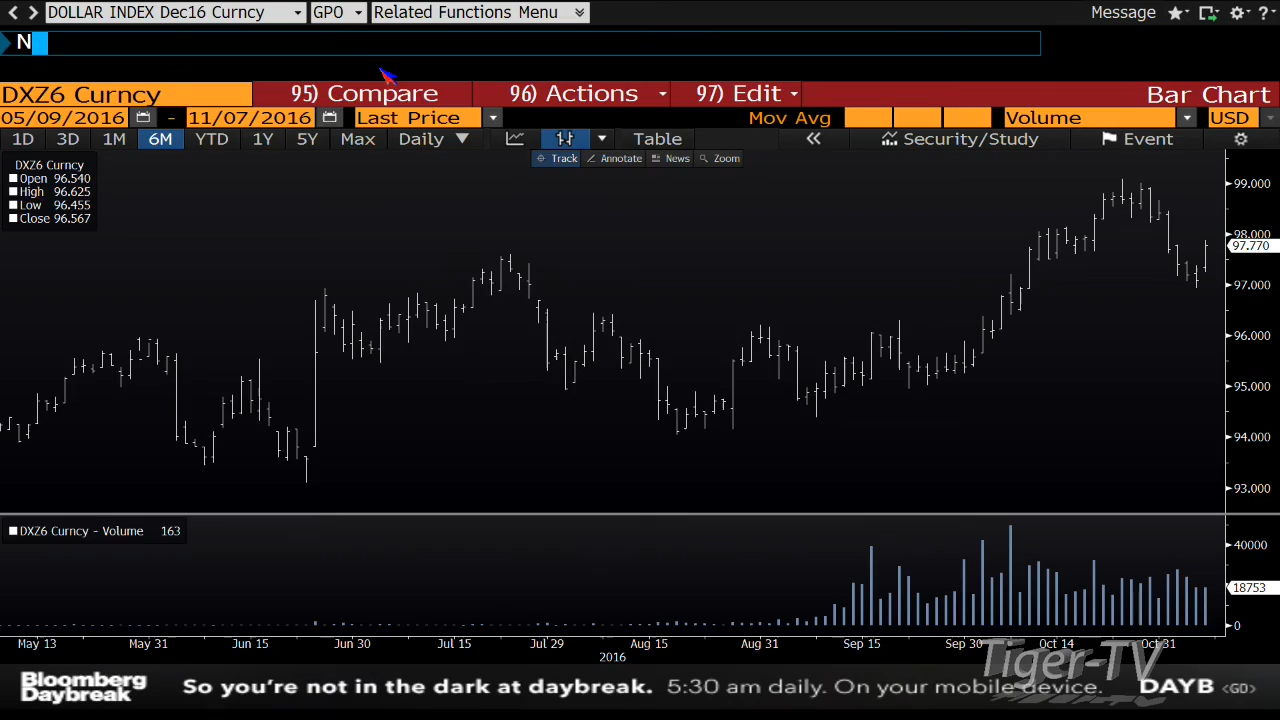 DOLLAR INDEX Dec16 Curncy GPO Related Functions Menu Message ?
N
DXZ6 Curncy 95) Compare 96) Actions 97) Edit Bar Chart
05/09/2016 - 11/07/2016 Last Price Mov Avg Volume USD
1D 3D 1M 6M YTD 1Y 5Y Max Daily Table Security/Study Event
Track Annotate News Zoom
DXZ6 Curncy
Open 96.540
High 96.625
Low 96.455
Close 96.567
99.000
98.000
97.770
97.000
96.000
95.000
94.000
93.000
DXZ6 Curncy - Volume 163
40000
18753
0
May 13 May 31 Jun 15 Jun 30 Jul 15 Jul 29 Aug 15 Aug 31 Sep 15 Sep 30 Oct 14 Oct 31
2016
Tiger-TV
Bloomberg
Daybreak
So you're not in the dark at daybreak. 5:30 am daily. On your mobile device. DAYB <GO>